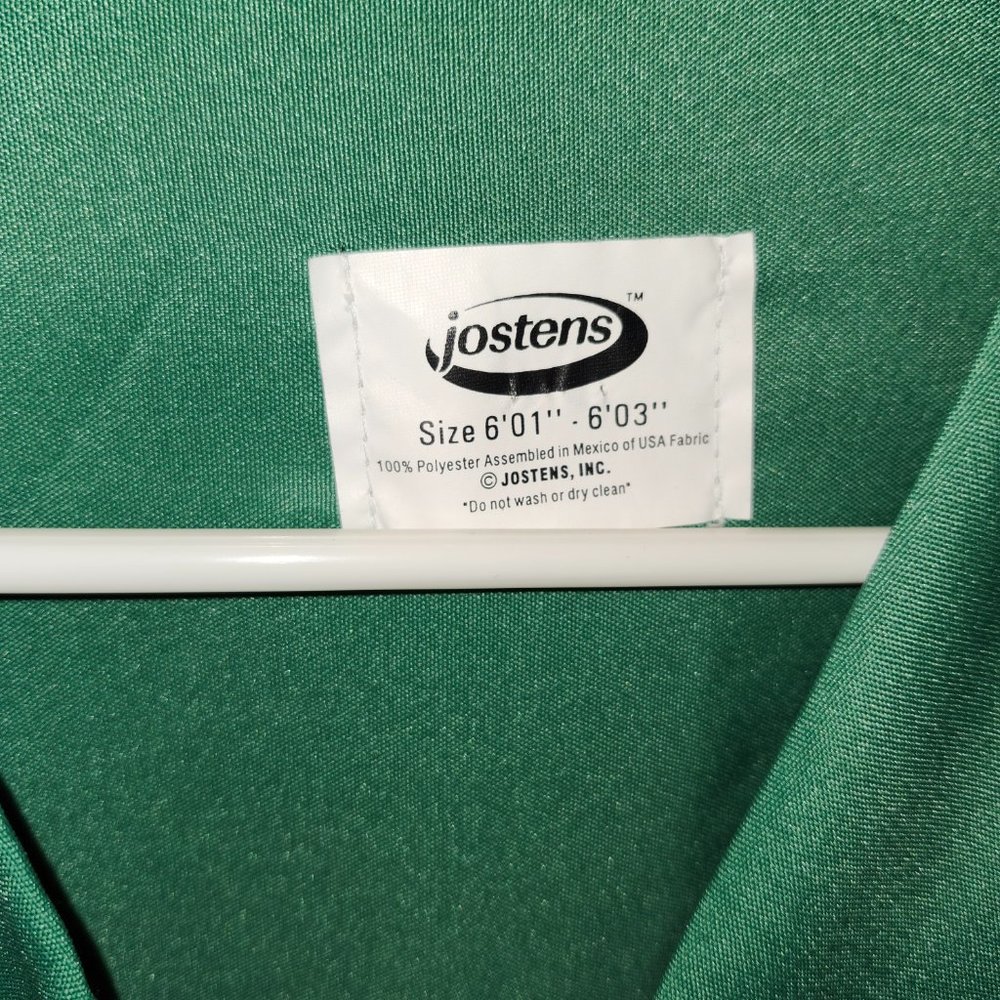 jostens™
Size 6'01'' - 6'03''
100% Polyester Assembled in Mexico of USA Fabric
© JOSTENS, INC.
"Do not wash or dry clean"